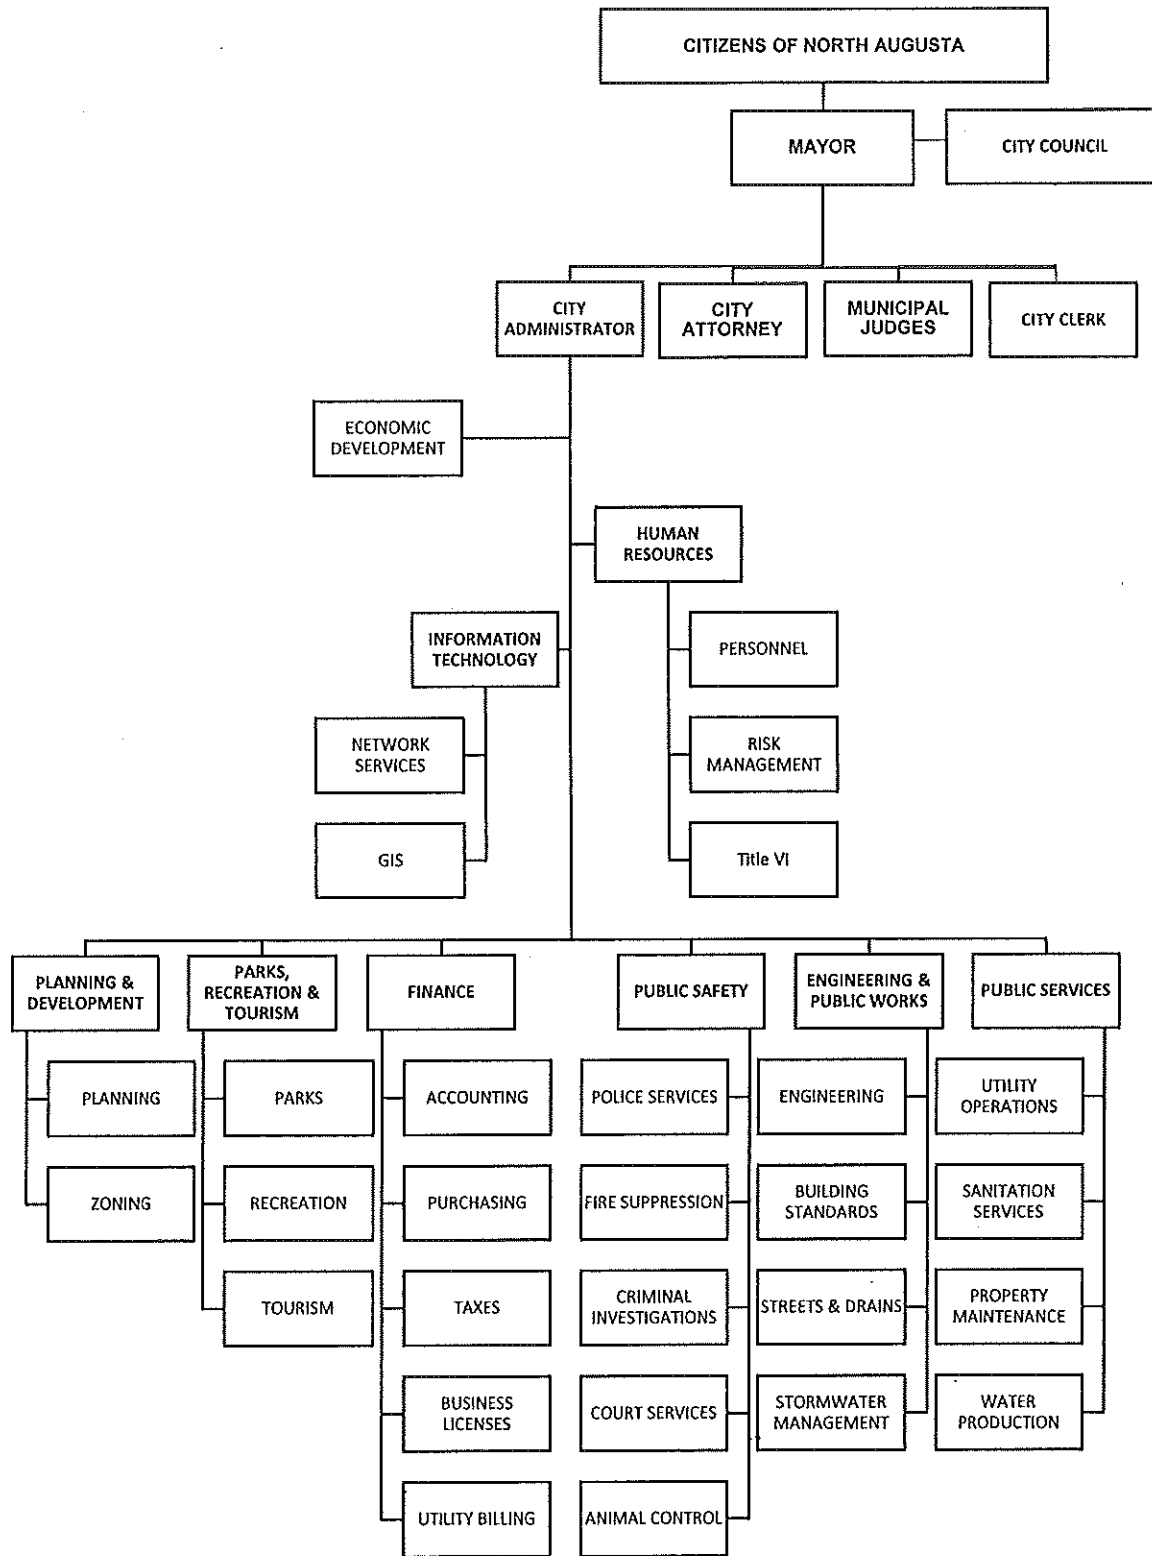 CITIZENS OF NORTH AUGUSTA
MAYOR
CITY COUNCIL
CITY
ADMINISTRATOR
CITY
ATTORNEY
MUNICIPAL
JUDGES
CITY CLERK
ECONOMIC
DEVELOPMENT
HUMAN
RESOURCES
INFORMATION
TECHNOLOGY
PERSONNEL
NETWORK
SERVICES
RISK
MANAGEMENT
GIS
Title VI
PLANNING &
DEVELOPMENT
PARKS,
RECREATION &
TOURISM
FINANCE
PUBLIC SAFETY
ENGINEERING &
PUBLIC WORKS
PUBLIC SERVICES
PLANNING
PARKS
ACCOUNTING
POLICE SERVICES
ENGINEERING
UTILITY
OPERATIONS
ZONING
RECREATION
PURCHASING
FIRE SUPPRESSION
BUILDING
STANDARDS
SANITATION
SERVICES
TOURISM
TAXES
CRIMINAL
INVESTIGATIONS
STREETS & DRAINS
PROPERTY
MAINTENANCE
BUSINESS
LICENSES
COURT SERVICES
STORMWATER
MANAGEMENT
WATER
PRODUCTION
UTILITY BILLING
ANIMAL CONTROL